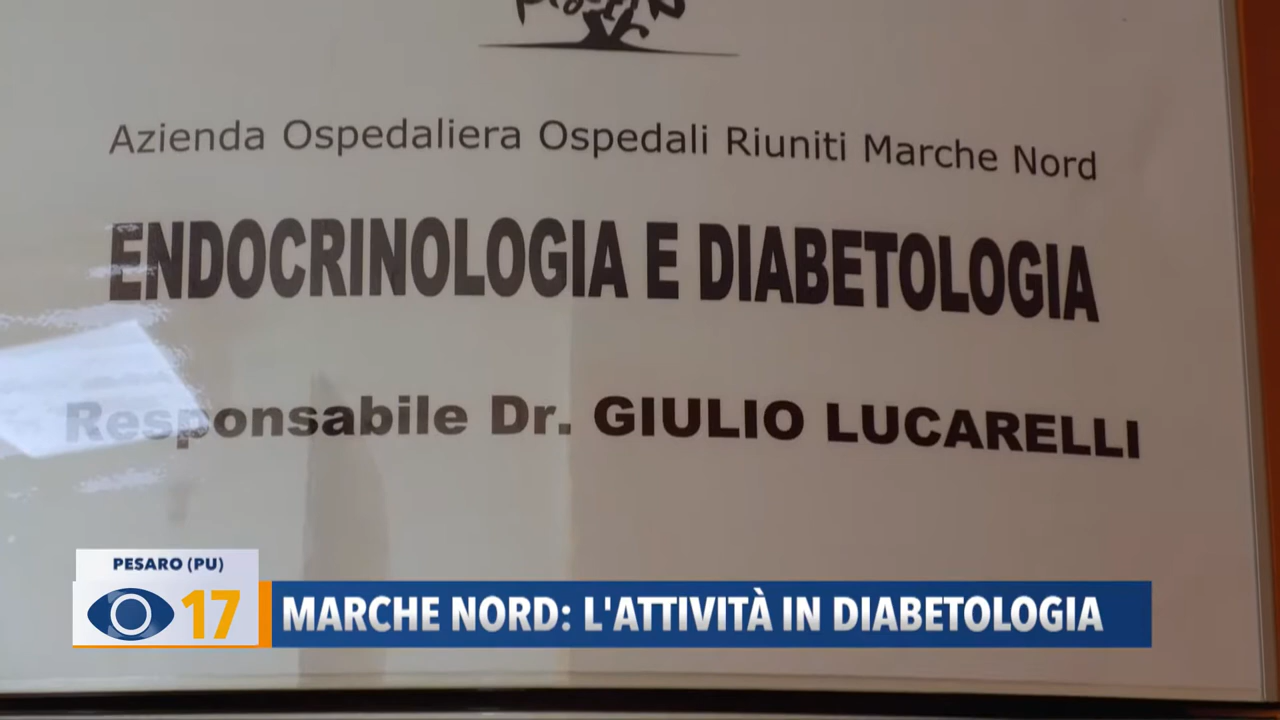 Azienda Ospedaliera Ospedali Riuniti Marche Nord
ENDOCRINOLOGIA E DIABETOLOGIA
Responsabile Dr. GIULIO LUCARELLI
PESARO (PU)
17
MARCHE NORD: L'ATTIVITÀ IN DIABETOLOGIA